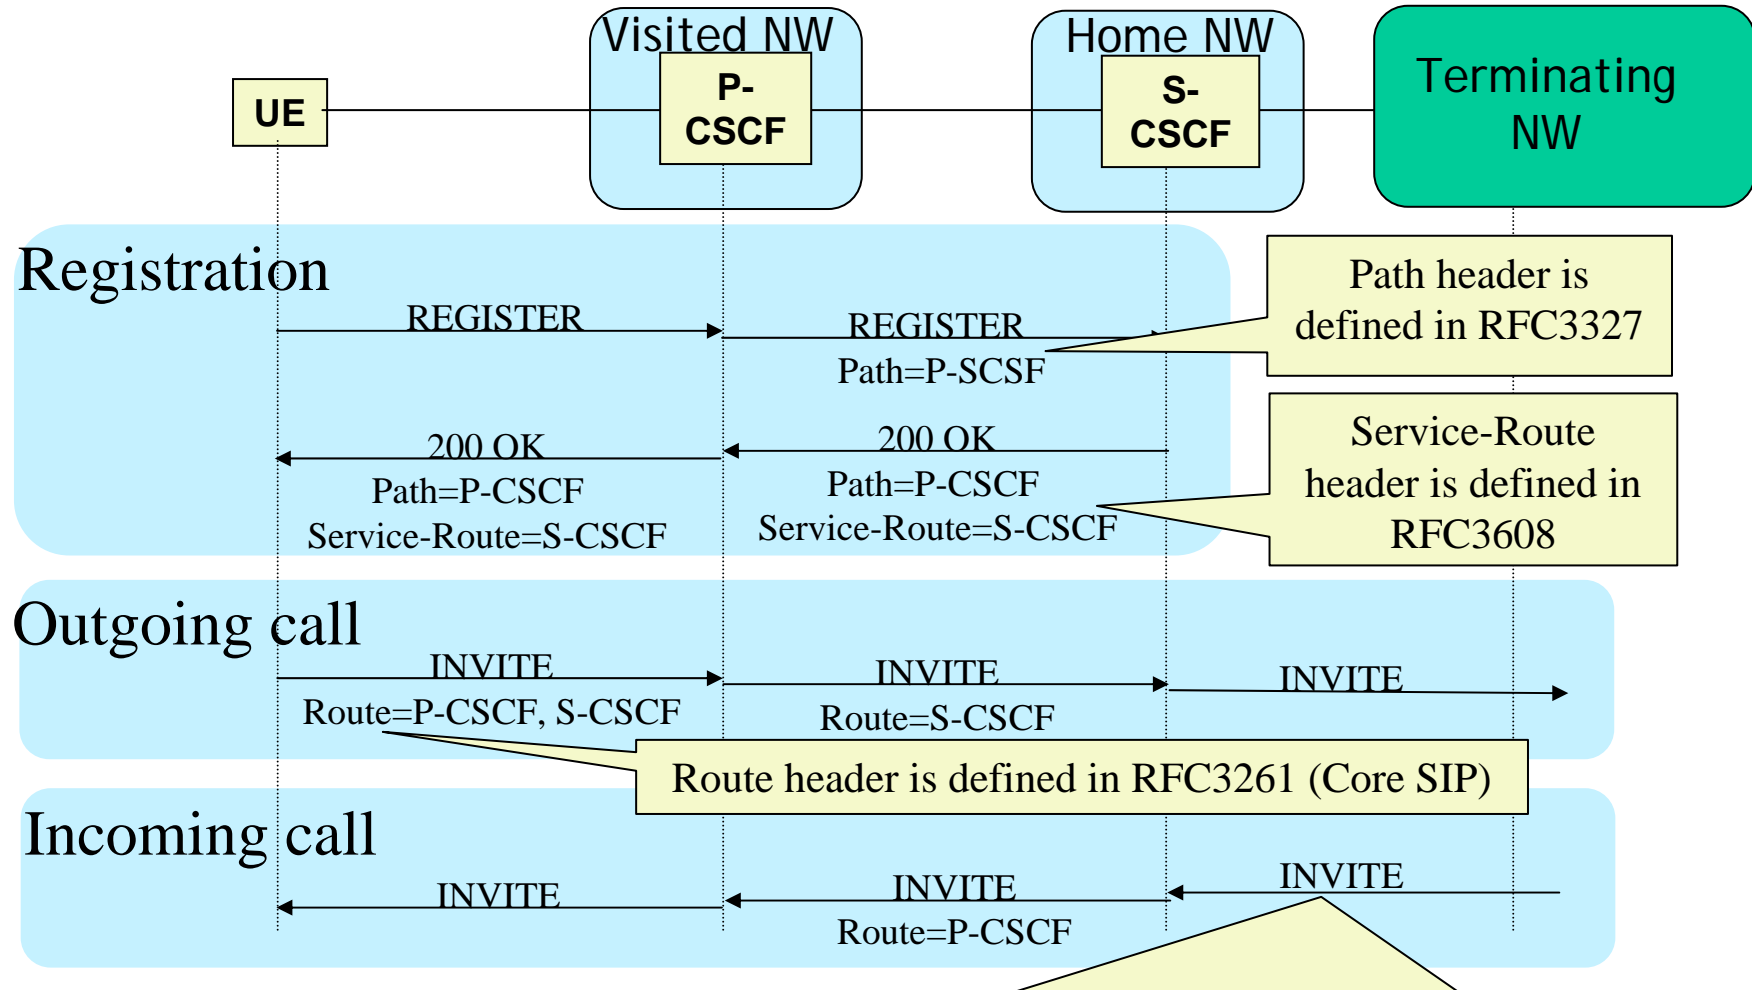 Visited NW
Home NW
Terminating
NW
UE
P-
CSCF
S-
CSCF
Registration
REGISTER
REGISTER
Path=P-SCSF
Path header is
defined in RFC3327
200 OK
Path=P-CSCF
Service-Route=S-CSCF
200 OK
Path=P-CSCF
Service-Route=S-CSCF
Service-Route
header is defined in
RFC3608
Outgoing call
INVITE
Route=P-CSCF, S-CSCF
INVITE
Route=S-CSCF
INVITE
Route header is defined in RFC3261 (Core SIP)
Incoming call
INVITE
INVITE
Route=P-CSCF
INVITE